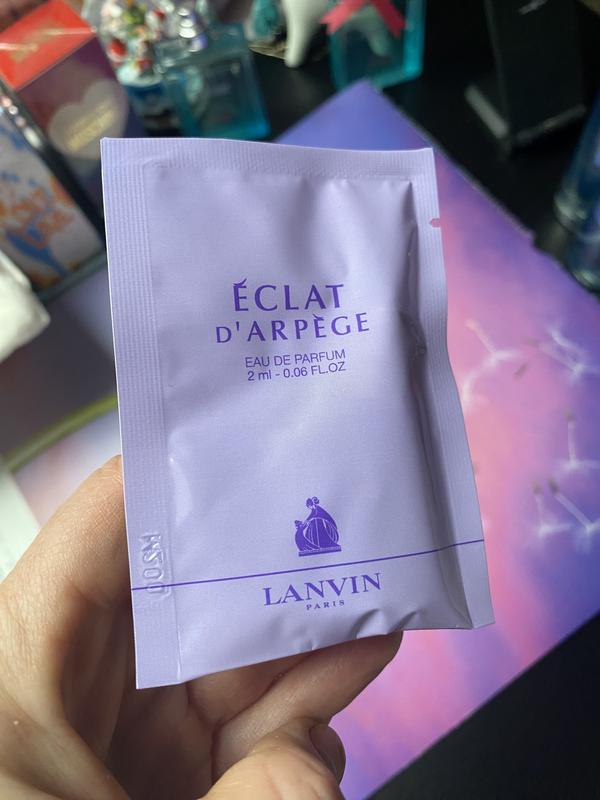 ÉCLAT
D'ARPÈGE
EAU DE PARFUM
2 ml - 0.06 FL.OZ
LANVIN
PARIS